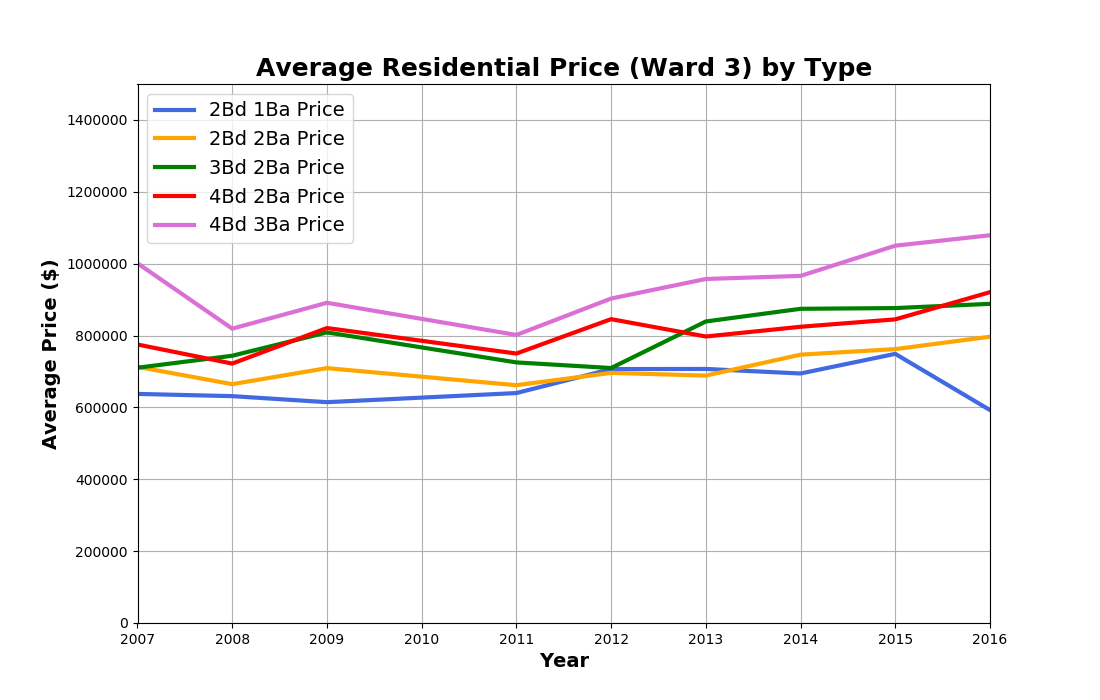 Average Residential Price (Ward 3) by Type
2Bd 1Ba Price
2Bd 2Ba Price
3Bd 2Ba Price
4Bd 2Ba Price
4Bd 3Ba Price
Average Price ($)
1400000
1200000
1000000
800000
600000
400000
200000
0
2007 2008 2009 2010 2011 2012 2013 2014 2015 2016
Year